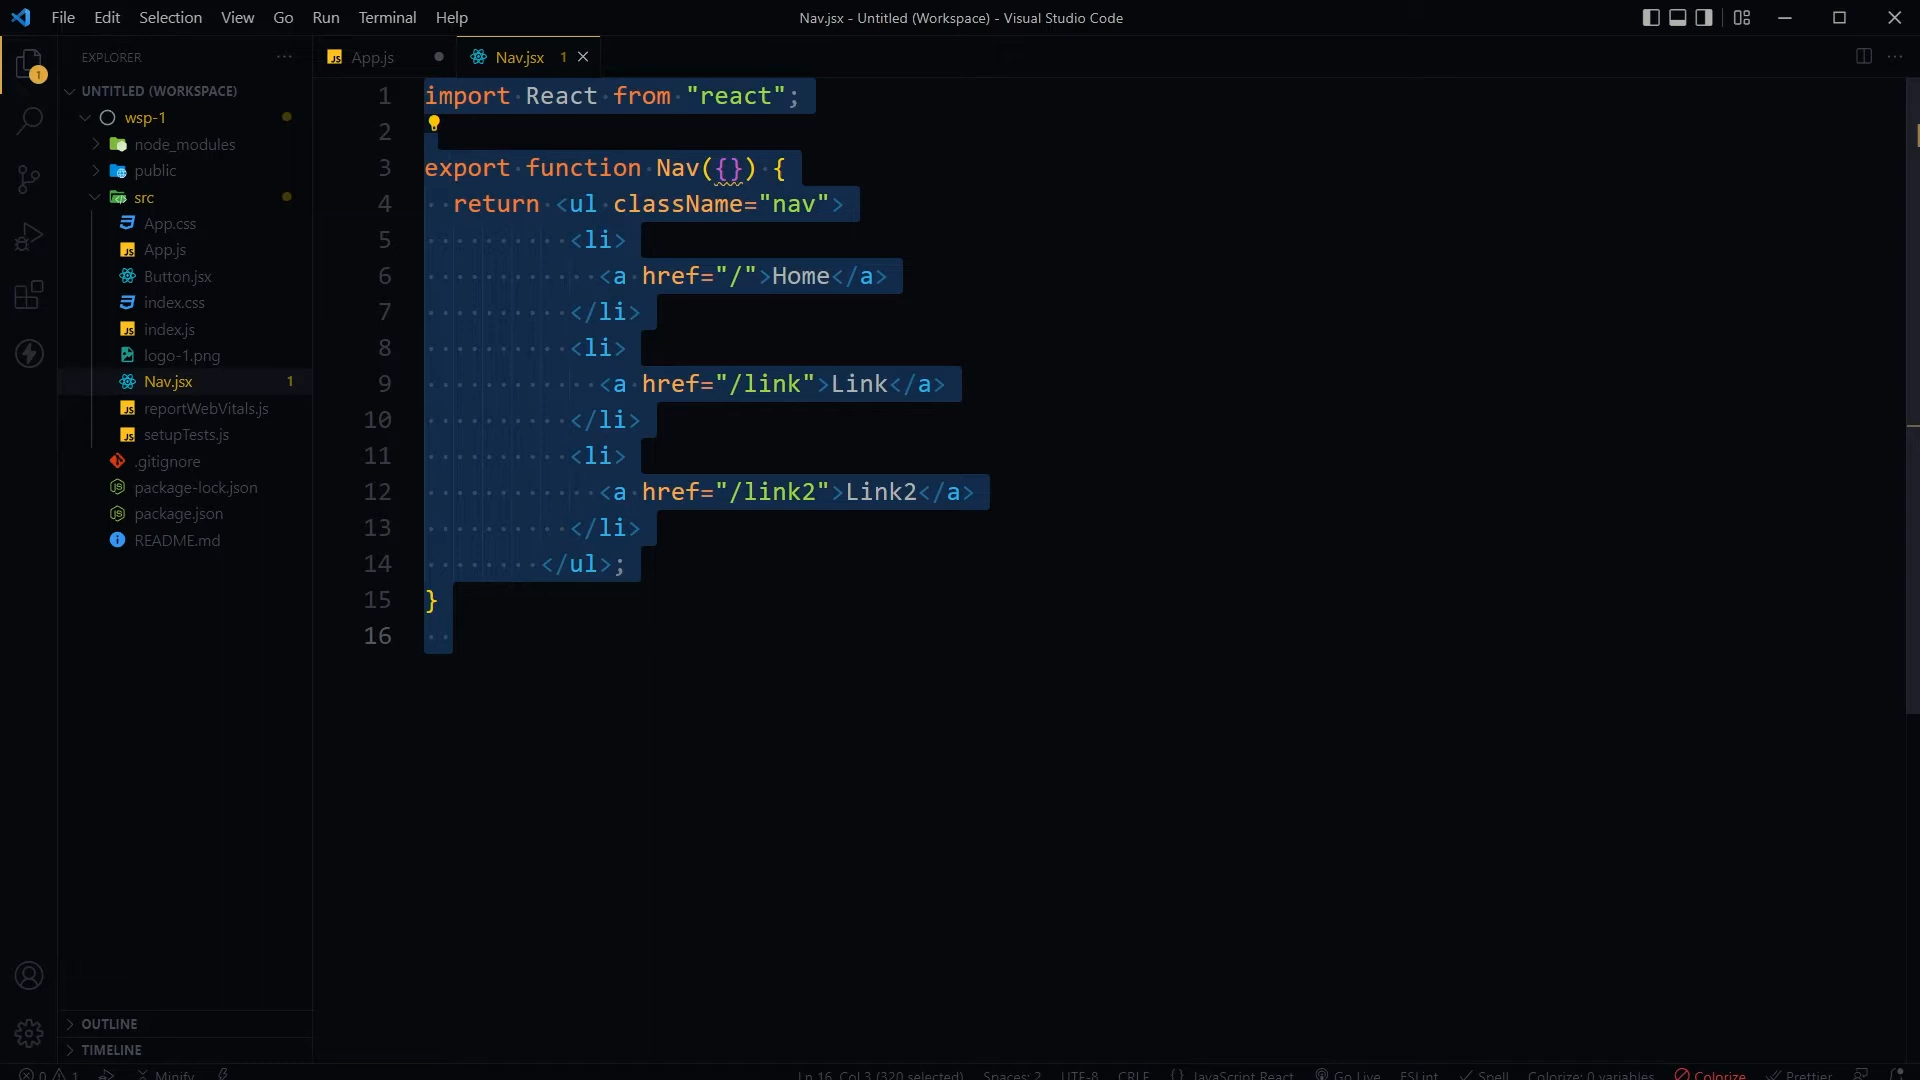 File Edit Selection View Go Run Terminal Help
Nav.jsx - Untitled (Workspace) - Visual Studio Code
EXPLORER
App.js
Nav.jsx 1
UNTITLED (WORKSPACE)
wsp-1
node_modules
public
src
App.css
App.js
Button.jsx
index.css
index.js
logo-1.png
Nav.jsx 1
reportWebVitals.js
setupTests.js
.gitignore
package-lock.json
package.json
README.md
OUTLINE
TIMELINE
1 import React from "react";
2
3 export function Nav({}) {
4 return <ul className="nav">
5 <li>
6 <a href="/">Home</a>
7 </li>
8 <li>
9 <a href="/link">Link</a>
10 </li>
11 <li>
12 <a href="/link2">Link2</a>
13 </li>
14 </ul>;
15 }
16
0 1 Minify Ln 16, Col 3 (320 selected) Spaces: 2 UTF-8 CRLF {} JavaScript React Go Live ESLint Spell Colorize: 0 variables Colorize Prettier